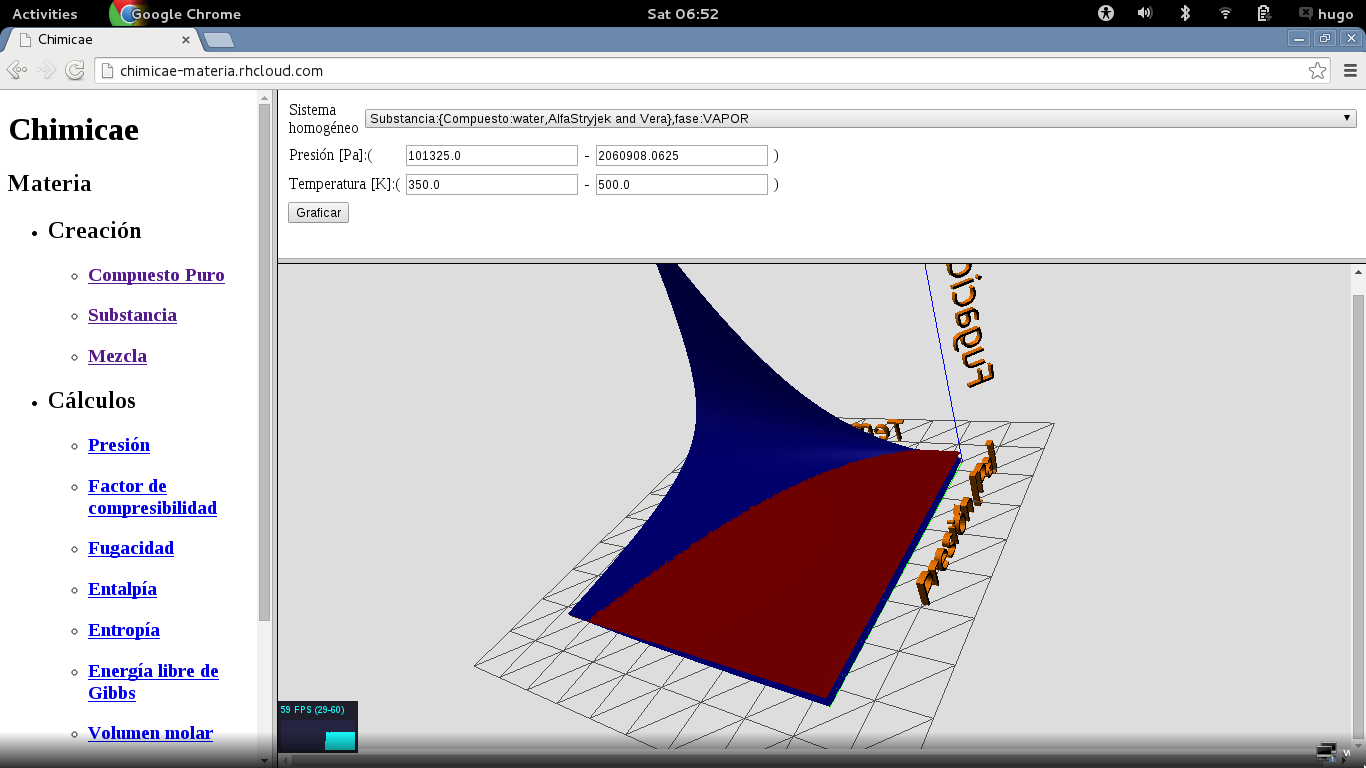 Activities
Google Chrome
Sat 06:52
hugo
Chimicae
chimicae-materia.rhcloud.com
Chimicae
Materia
Creación
Compuesto Puro
Substancia
Mezcla
Cálculos
Presión
Factor de
compresibilidad
Fugacidad
Entalpía
Entropía
Energía libre de
Gibbs
Volumen molar
Sistema
homogéneo
Substancia:{Compuesto:water,AlfaStryjek and Vera},fase:VAPOR
Presión [Pa]:( 101325.0 - 2060908.0625 )
Temperatura [K]:( 350.0 - 500.0 )
Graficar
Fugacid
Tem
59 FPS (29-60)